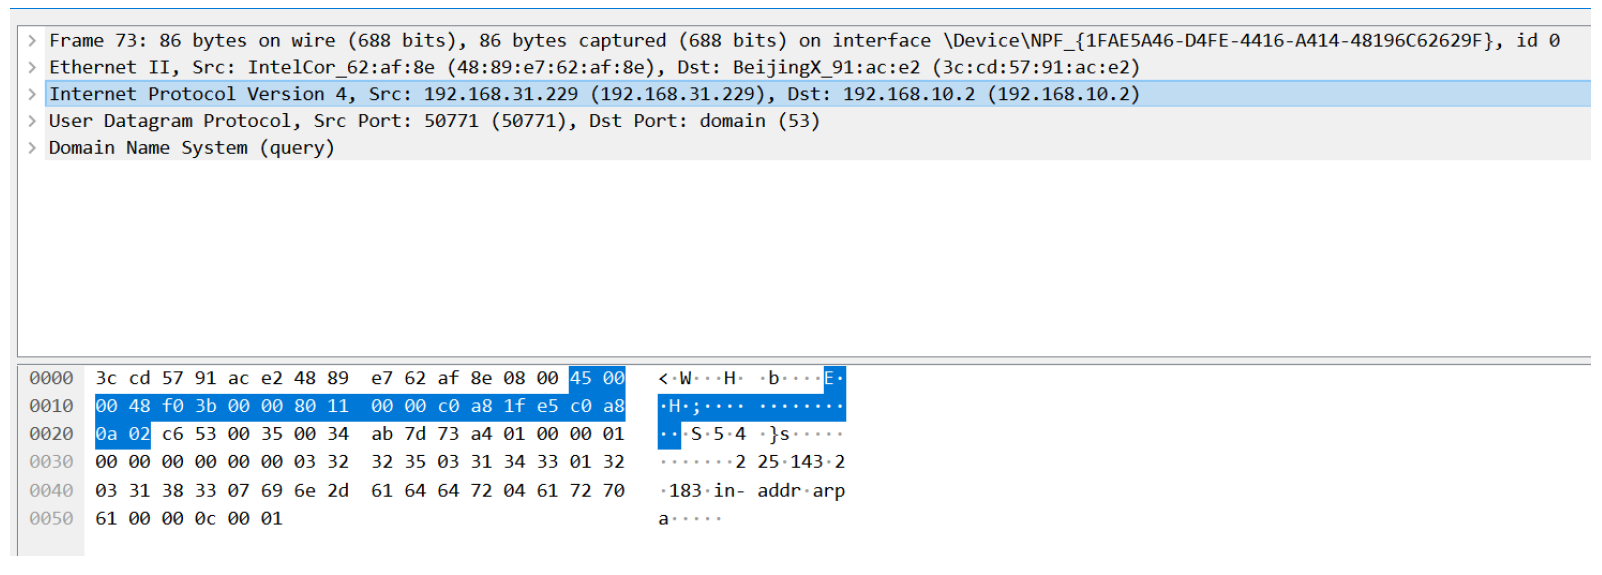 > Frame 73: 86 bytes on wire (688 bits), 86 bytes captured (688 bits) on interface \Device\NPF_{1FAE5A46-D4FE-4416-A414-48196C62629F}, id 0
> Ethernet II, Src: IntelCor_62:af:8e (48:89:e7:62:af:8e), Dst: BeijingX_91:ac:e2 (3c:cd:57:91:ac:e2)
> Internet Protocol Version 4, Src: 192.168.31.229 (192.168.31.229), Dst: 192.168.10.2 (192.168.10.2)
> User Datagram Protocol, Src Port: 50771 (50771), Dst Port: domain (53)
> Domain Name System (query)
0000 3c cd 57 91 ac e2 48 89 e7 62 af 8e 08 00 45 00 <·W···H· ·b····E·
0010 00 48 f0 3b 00 00 80 11 00 00 c0 a8 1f e5 c0 a8 ·H·;···· ········
0020 0a 02 c6 53 00 35 00 34 ab 7d 73 a4 01 00 00 01 ···S·5·4 ·}s·····
0030 00 00 00 00 00 00 03 32 32 35 03 31 34 33 01 32 ·······2 25·143·2
0040 03 31 38 33 07 69 6e 2d 61 64 64 72 04 61 72 70 ·183·in- addr·arp
0050 61 00 00 0c 00 01 a·····